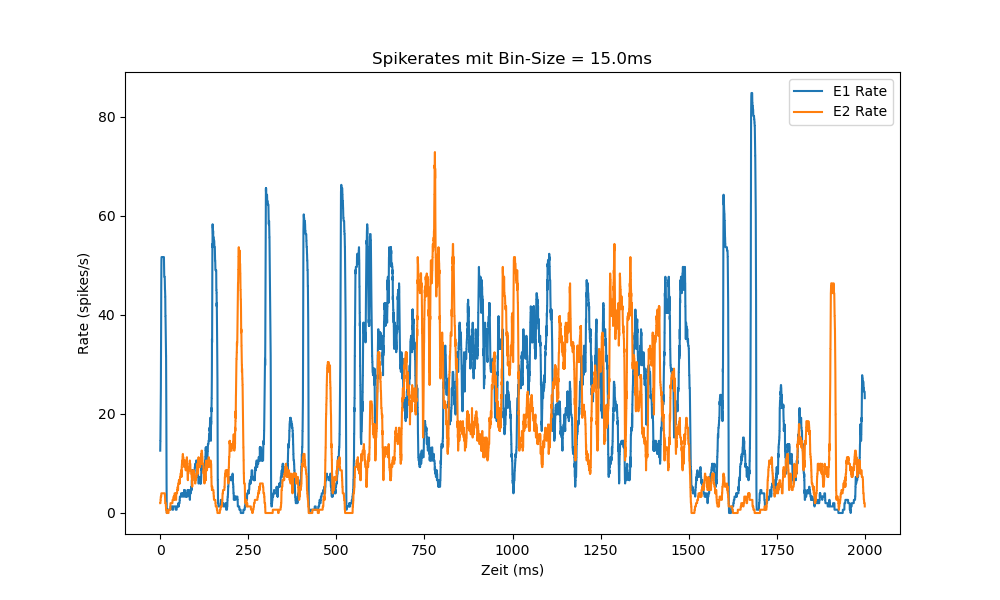 Spikerates mit Bin-Size = 15.0ms
E1 Rate
E2 Rate
80
60
40
20
0
Rate (spikes/s)
0 250 500 750 1000 1250 1500 1750 2000
Zeit (ms)